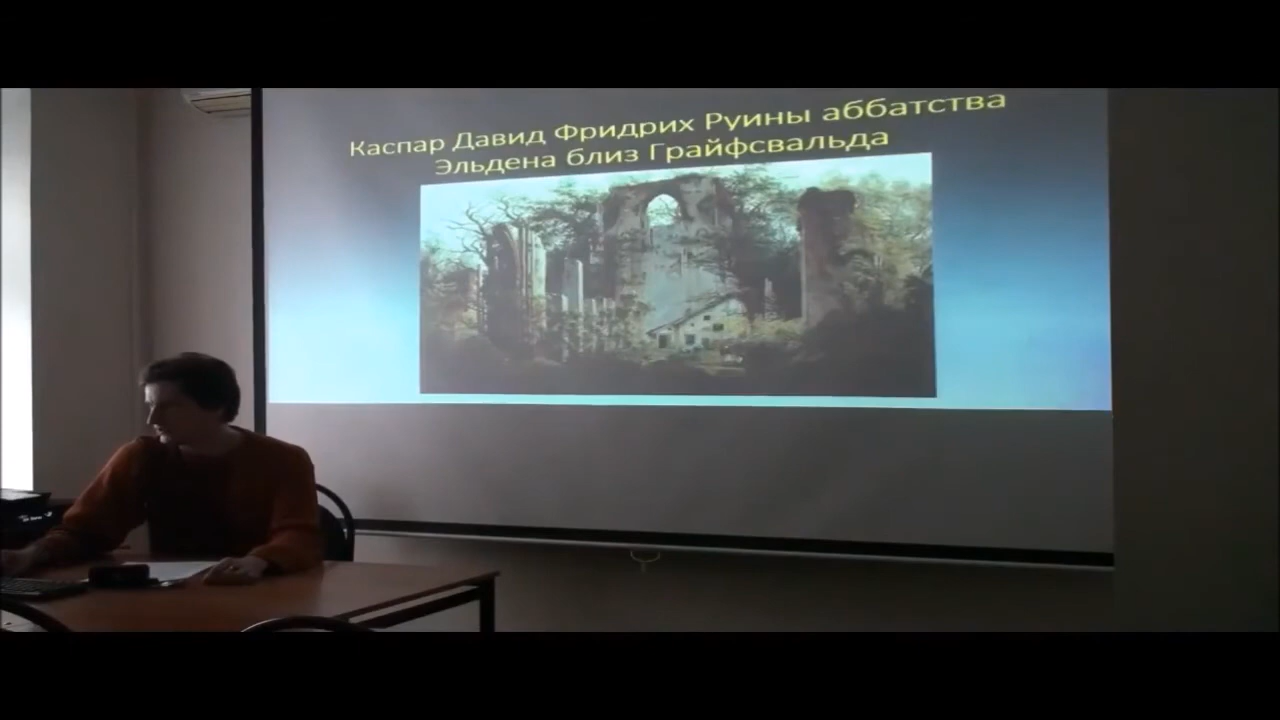 Каспар Давид Фридрих Руины аббатства
Эльдена близ Грайфсвальда